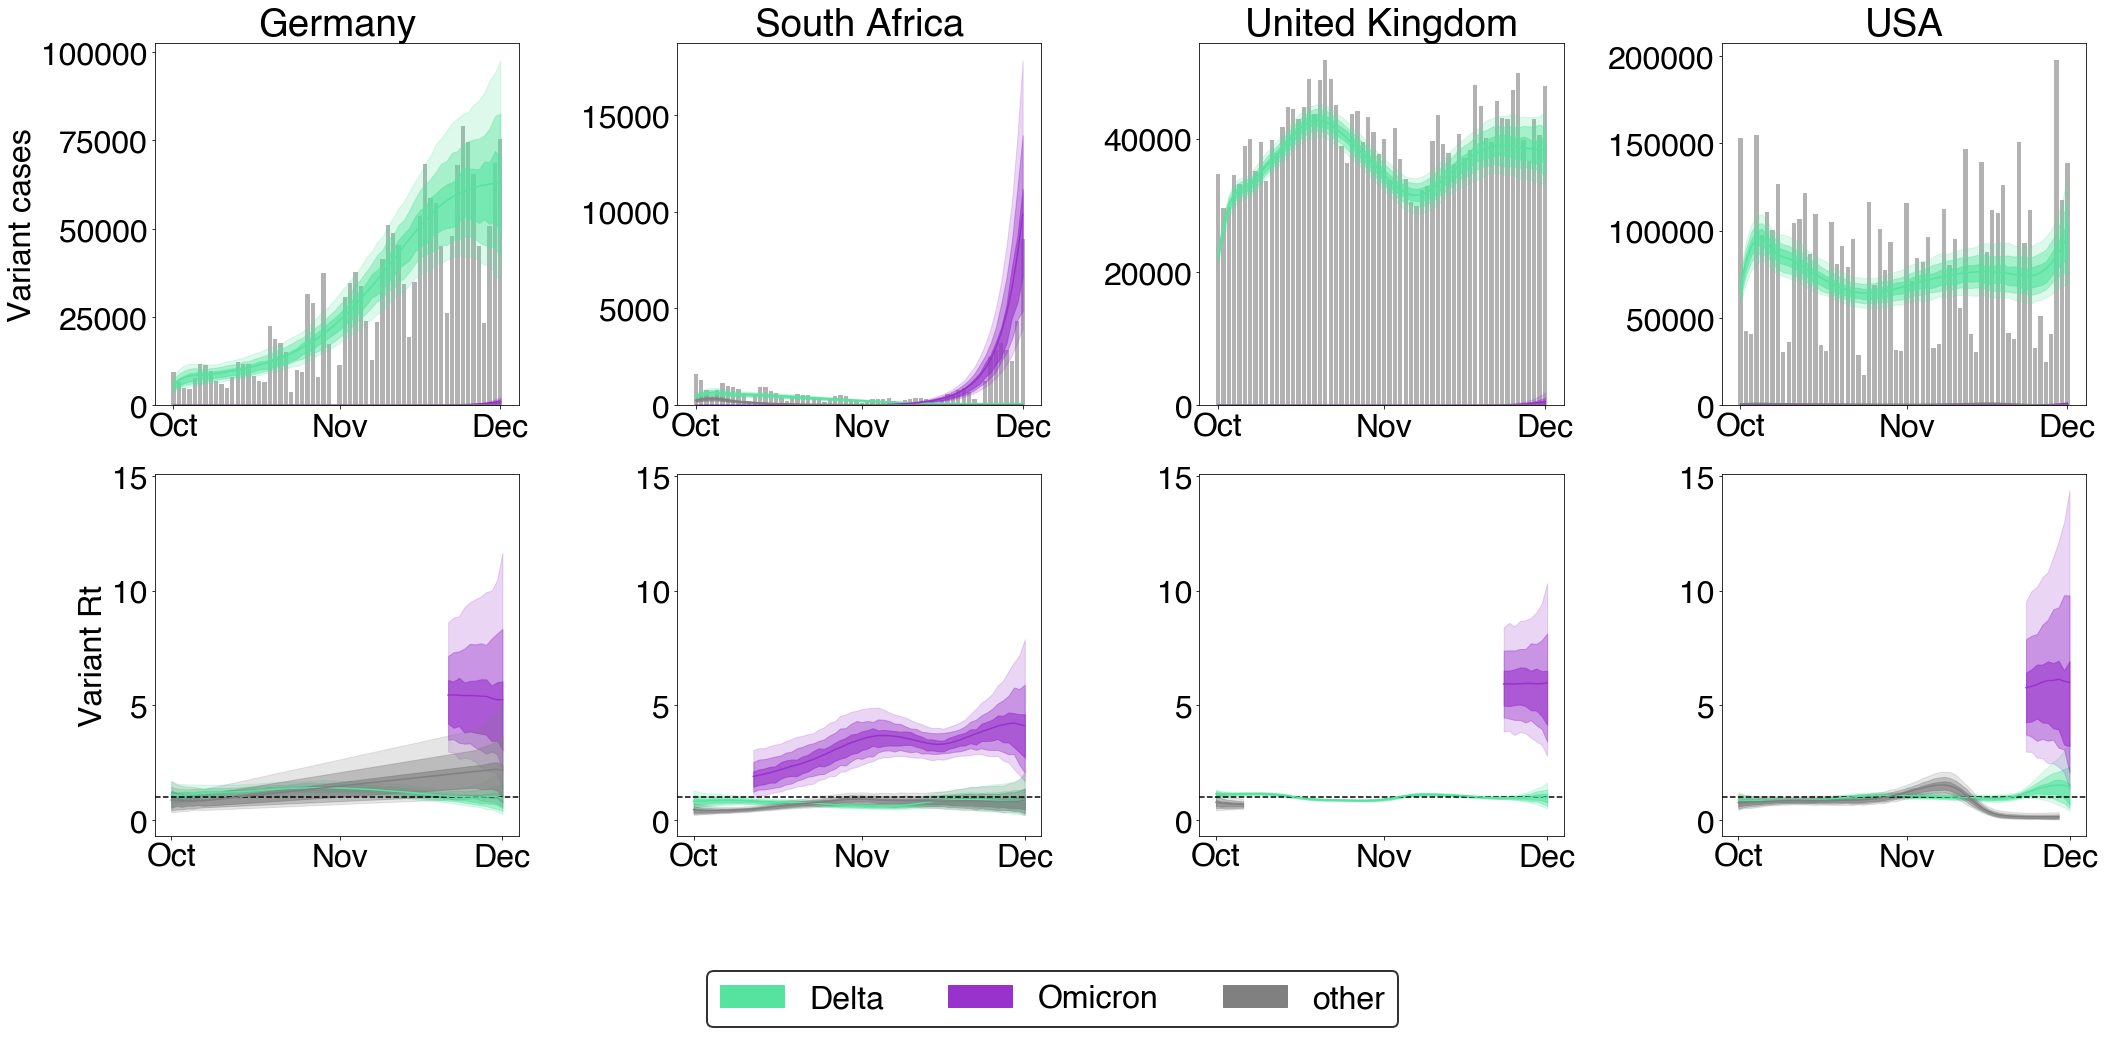 Germany
South Africa
United Kingdom
USA
Variant cases
100000
75000
50000
25000
0
Oct Nov Dec
15000
10000
5000
0
Oct Nov Dec
40000
20000
0
Oct Nov Dec
200000
150000
100000
50000
0
Oct Nov Dec
Variant Rt
15
10
5
0
Oct Nov Dec
15
10
5
0
Oct Nov Dec
15
10
5
0
Oct Nov Dec
15
10
5
0
Oct Nov Dec
Delta Omicron other